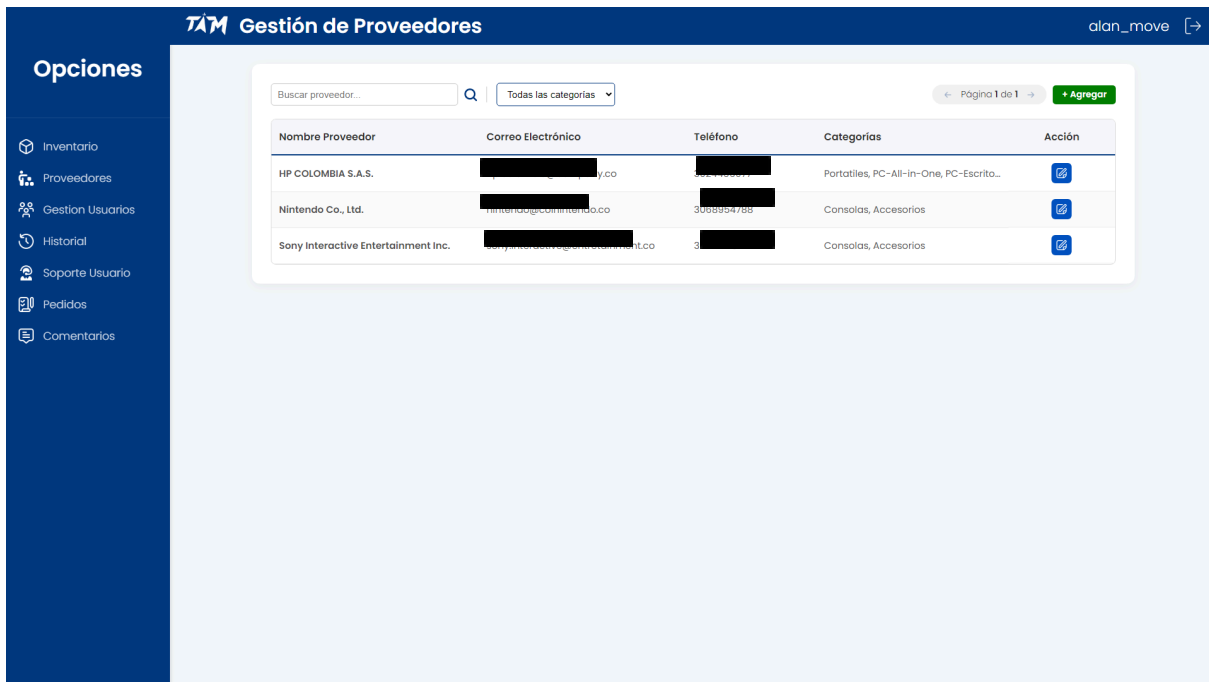 TAM Gestión de Proveedores
alan_move
Opciones
Inventario
Proveedores
Gestion Usuarios
Historial
Soporte Usuario
Pedidos
Comentarios
Buscar proveedor...
Todas las categorías
Página 1 de 1
+ Agregar
Nombre Proveedor Correo Electrónico Teléfono Categorías Acción
HP COLOMBIA S.A.S. Portatiles, PC-All-in-One, PC-Escrito...
Nintendo Co., Ltd. Consolas, Accesorios
Sony Interactive Entertainment Inc. Consolas, Accesorios